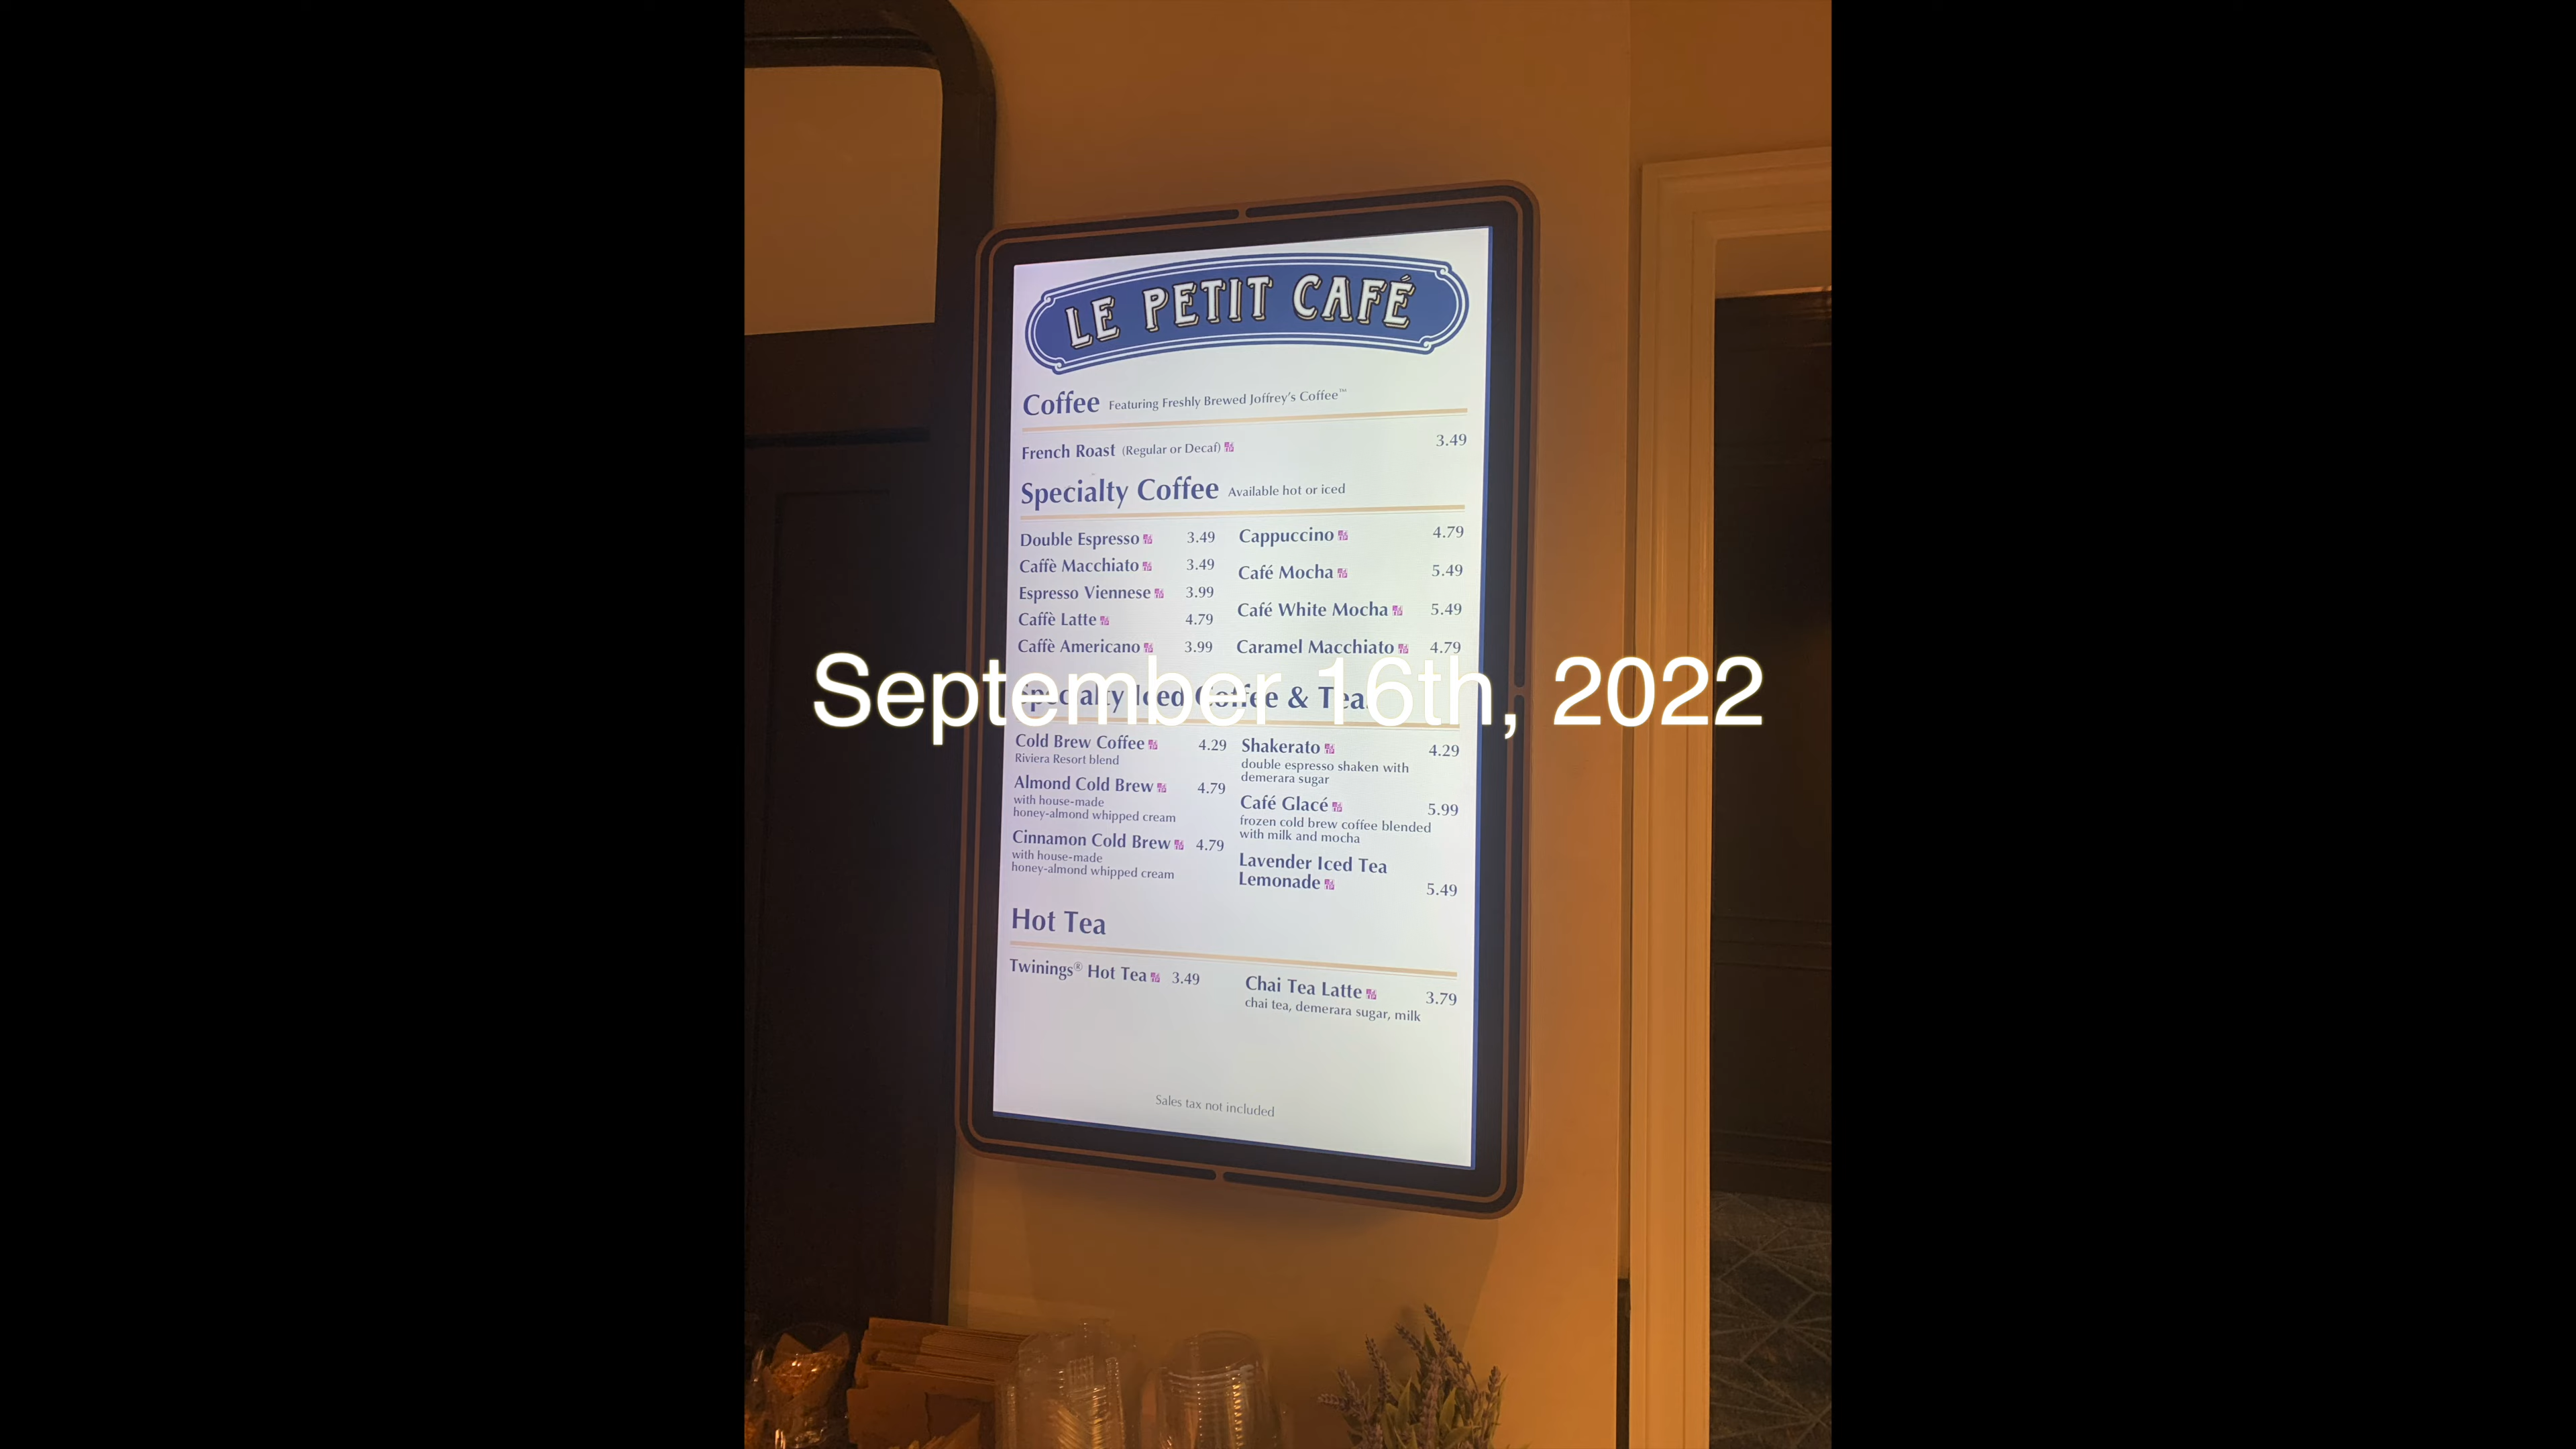 LE PETIT CAFÉ
Coffee Featuring Freshly Brewed Joffrey's Coffee™
French Roast (Regular or Decaf) 3.49
Specialty Coffee Available hot or iced
Double Espresso 3.49
Caffè Macchiato 3.49
Espresso Viennese 3.99
Caffè Latte 4.79
Caffè Americano 3.99
Cappuccino 4.79
Café Mocha 5.49
Café White Mocha 5.49
Caramel Macchiato 4.79
September 16th, 2022
Specialty Iced Coffee & Tea
Cold Brew Coffee 4.29
Riviera Resort blend
Almond Cold Brew 4.79
with house-made
honey-almond whipped cream
Cinnamon Cold Brew 4.79
with house-made
honey-almond whipped cream
Shakerato 4.29
double espresso shaken with
demerara sugar
Café Glacé 5.99
frozen cold brew coffee blended
with milk and mocha
Lavender Iced Tea
Lemonade 5.49
Hot Tea
Twinings® Hot Tea 3.49
Chai Tea Latte 3.79
chai tea, demerara sugar, milk
Sales tax not included